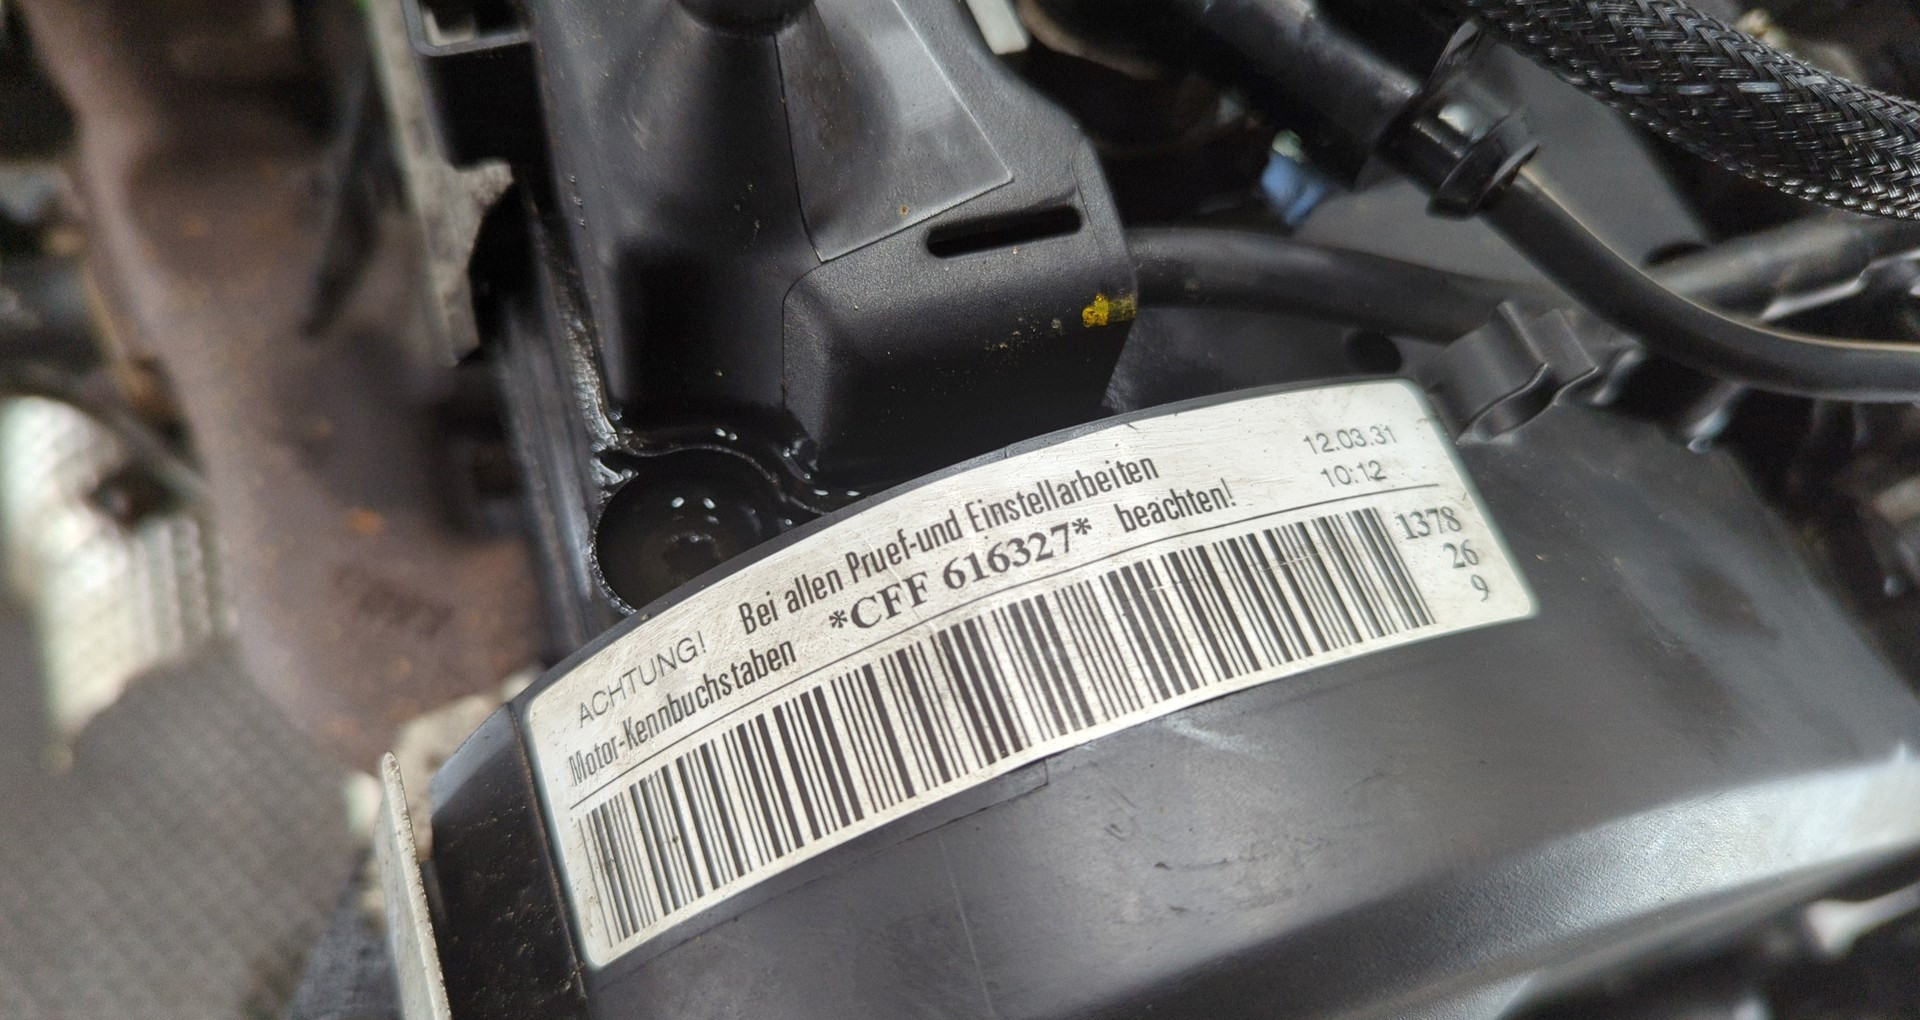 ACHTUNG! Bei allen Pruef-und Einstellarbeiten
Motor-Kennbuchstaben *CFF 616327* beachten!
12.03.31
10:12
1378
26
9